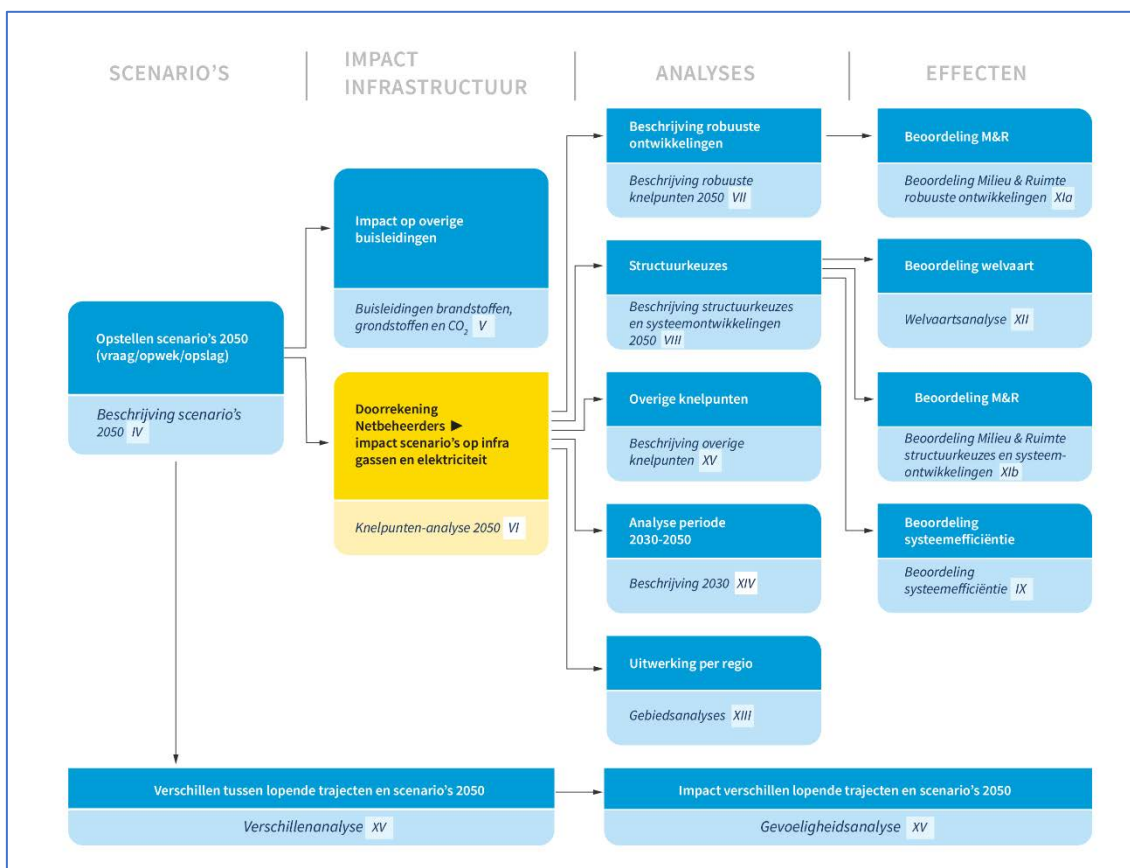 SCENARIO'S
IMPACT
INFRASTRUCTUUR
ANALYSES
EFFECTEN
Opstellen scenario's 2050
(vraag/opwek/opslag)
Beschrijving scenario's
2050 IV
Impact op overige
buisleidingen
Buisleidingen brandstoffen,
grondstoffen en CO₂ V
Doorrekening
Netbeheerders ►
impact scenario's op infra
gassen en elektriciteit
Knelpunten-analyse 2050 VI
Beschrijving robuuste
ontwikkelingen
Beschrijving robuuste
knelpunten 2050 VII
Structuurkeuzes
Beschrijving structuurkeuzes
en systeemontwikkelingen
2050 VIII
Overige knelpunten
Beschrijving overige
knelpunten XV
Analyse periode
2030-2050
Beschrijving 2030 XIV
Uitwerking per regio
Gebiedsanalyses XIII
Beoordeling M&R
Beoordeling Milieu & Ruimte
robuuste ontwikkelingen XIa
Beoordeling welvaart
Welvaartsanalyse XII
Beoordeling M&R
Beoordeling Milieu & Ruimte
structuurkeuzes en systeem-
ontwikkelingen XIb
Beoordeling
systeemefficiëntie
Beoordeling
systeemefficiëntie IX
Verschillen tussen lopende trajecten en scenario's 2050
Verschillenanalyse XV
Impact verschillen lopende trajecten en scenario's 2050
Gevoeligheidsanalyse XV